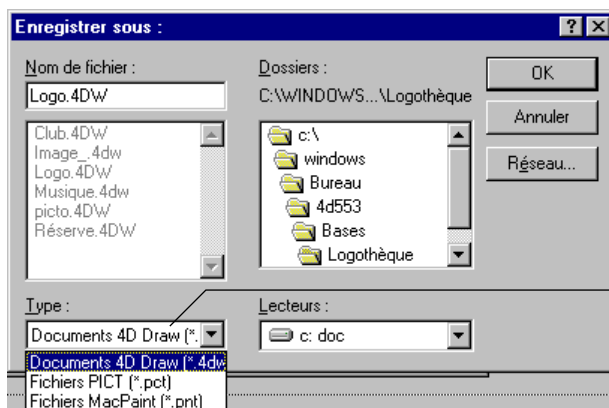 Enregistrer sous :
Nom de fichier :
Logo.4DW
Club.4DW
Image_.4dw
Logo.4DW
Musique.4dw
picto.4DW
Réserve.4DW
Type :
Documents 4D Draw (*.
Documents 4D Draw (*.4dw
Fichiers PICT (*.pct)
Fichiers MacPaint (*.pnt)
Dossiers :
C:\WINDOWS...\Logothèque
c:\
windows
Bureau
4d553
Bases
Logothèque
Lecteurs :
c: doc
OK
Annuler
Réseau...